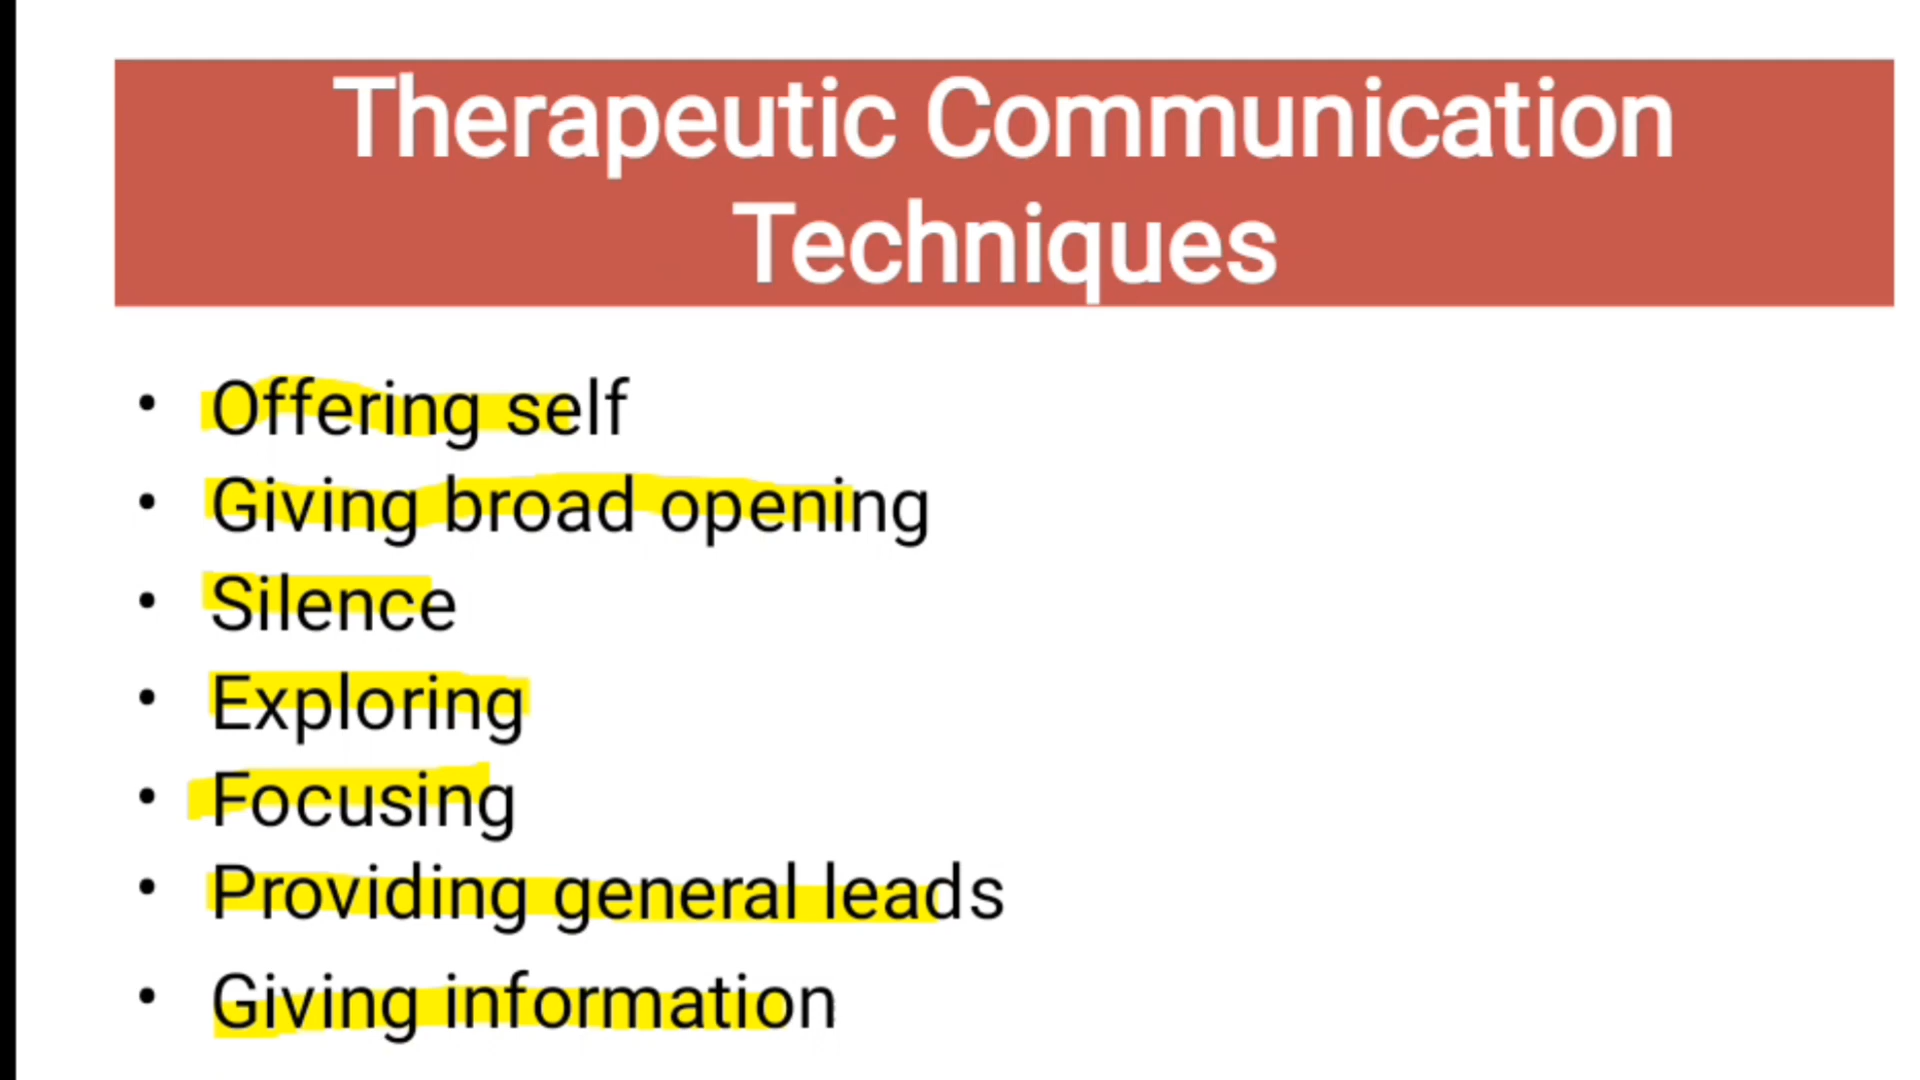 Therapeutic Communication
Techniques
• Offering self
• Giving broad opening
• Silence
• Exploring
• Focusing
• Providing general leads
• Giving information